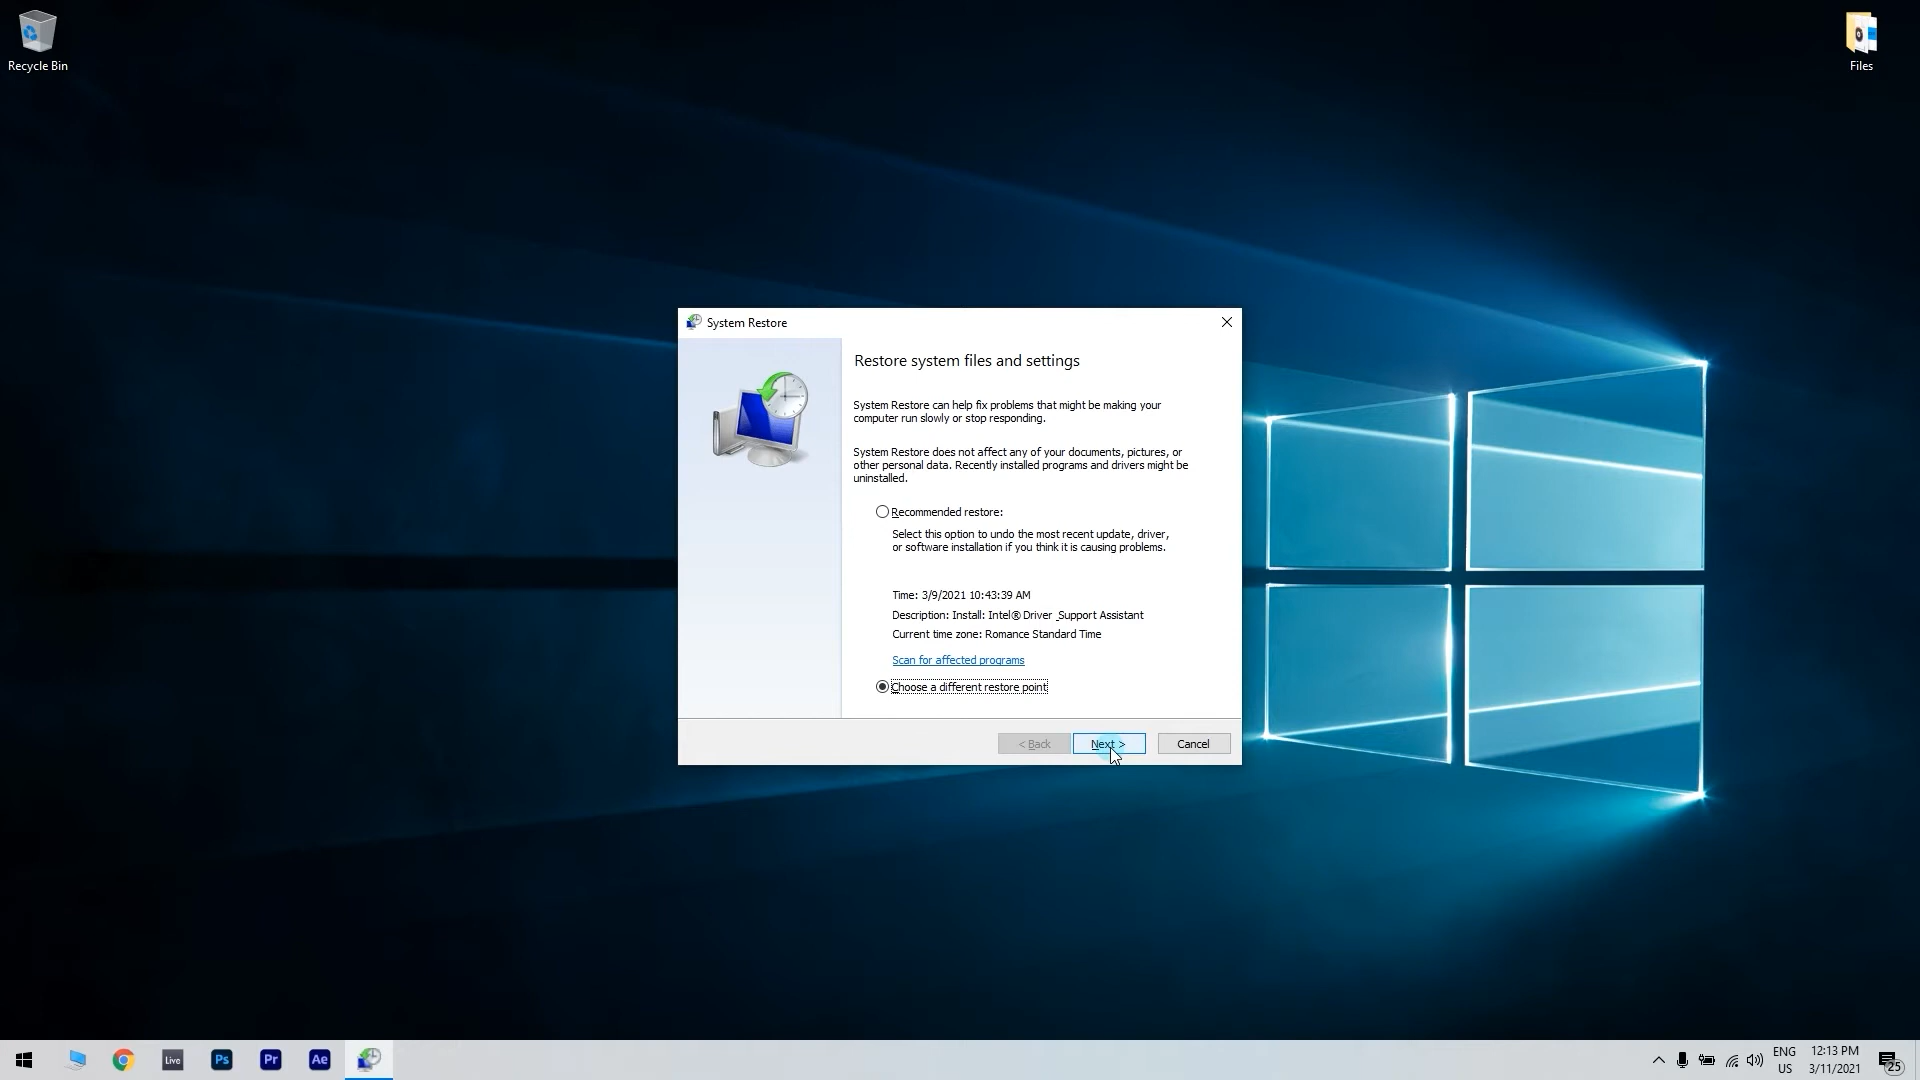 Recycle Bin
Files
System Restore
Restore system files and settings
System Restore can help fix problems that might be making your
computer run slowly or stop responding.
System Restore does not affect any of your documents, pictures, or
other personal data. Recently installed programs and drivers might be
uninstalled.
Recommended restore:
Select this option to undo the most recent update, driver,
or software installation if you think it is causing problems.
Time: 3/9/2021 10:43:39 AM
Description: Install: Intel® Driver _Support Assistant
Current time zone: Romance Standard Time
Scan for affected programs
Choose a different restore point
< Back
Next >
Cancel
Live
Ps
Pr
Ae
ENG
US
12:13 PM
3/11/2021
25